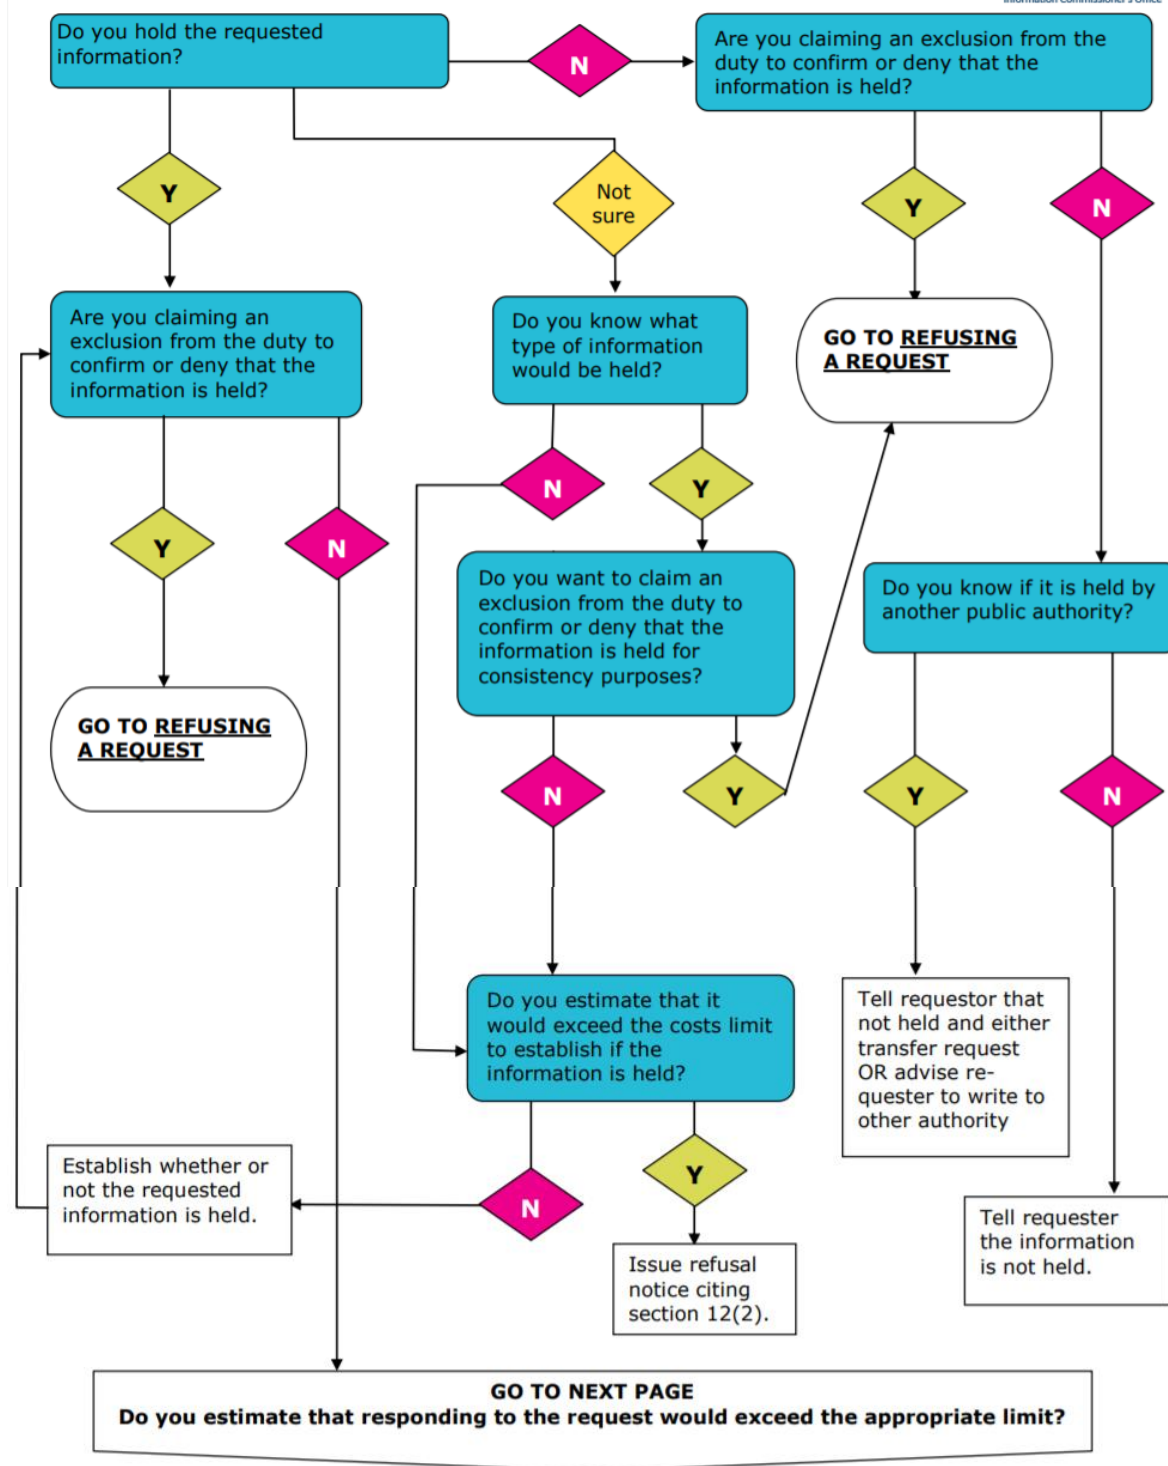 Information Commissioner's Office
Do you hold the requested
information?
N
Are you claiming an exclusion from the
duty to confirm or deny that the
information is held?
Y
Not
sure
Y
N
Are you claiming an
exclusion from the duty to
confirm or deny that the
information is held?
Do you know what
type of information
would be held?
GO TO REFUSING
A REQUEST
N
Y
Y
N
Do you want to claim an
exclusion from the duty to
confirm or deny that the
information is held for
consistency purposes?
Do you know if it is held by
another public authority?
GO TO REFUSING
A REQUEST
N
Y
Y
N
Do you estimate that it
would exceed the costs limit
to establish if the
information is held?
Tell requestor that
not held and either
transfer request
OR advise re-
quester to write to
other authority
Establish whether or
not the requested
information is held.
N
Y
Tell requester
the information
is not held.
Issue refusal
notice citing
section 12(2).
GO TO NEXT PAGE
Do you estimate that responding to the request would exceed the appropriate limit?